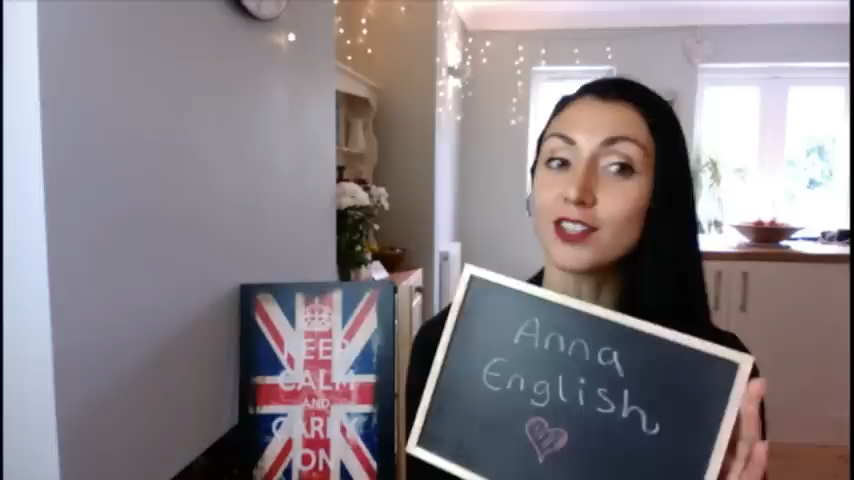 KEEP
CALM
AND
CARRY
ON
Anna
English